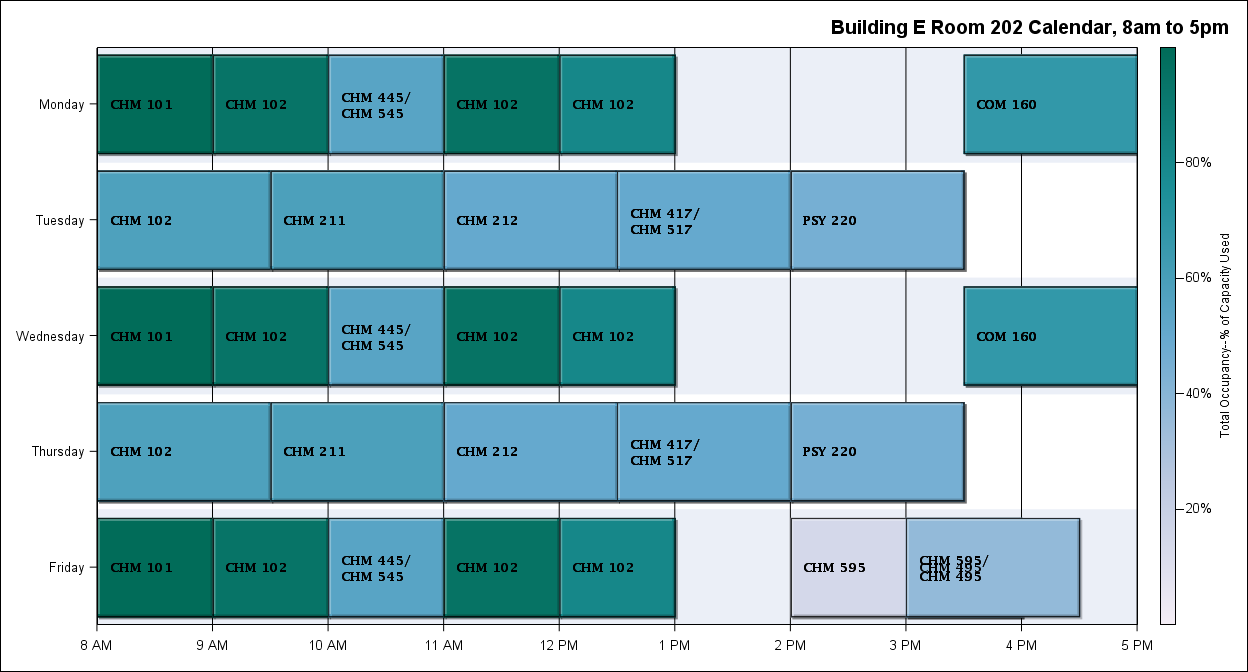 Building E Room 202 Calendar, 8am to 5pm
Monday
CHM 101
CHM 102
CHM 445/
CHM 545
CHM 102
CHM 102
COM 160
Tuesday
CHM 102
CHM 211
CHM 212
CHM 417/
CHM 517
PSY 220
Wednesday
CHM 101
CHM 102
CHM 445/
CHM 545
CHM 102
CHM 102
COM 160
Thursday
CHM 102
CHM 211
CHM 212
CHM 417/
CHM 517
PSY 220
Friday
CHM 101
CHM 102
CHM 445/
CHM 545
CHM 102
CHM 102
CHM 595
CHM 595/
CHM 495
CHM 495
8 AM
9 AM
10 AM
11 AM
12 PM
1 PM
2 PM
3 PM
4 PM
5 PM
80%
60%
40%
20%
Total Occupancy--% of Capacity Used